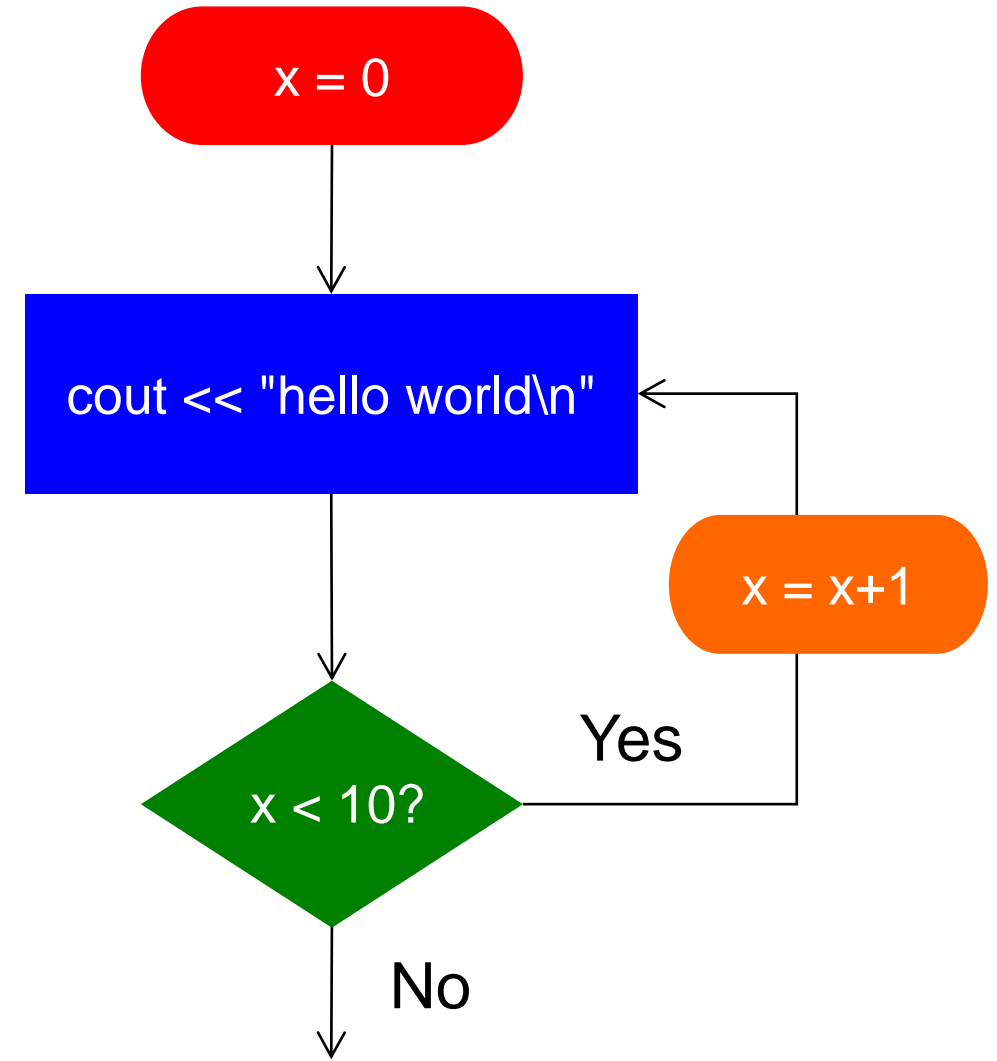 x = 0
cout << "hello world\n"
x = x+1
Yes
x < 10?
No